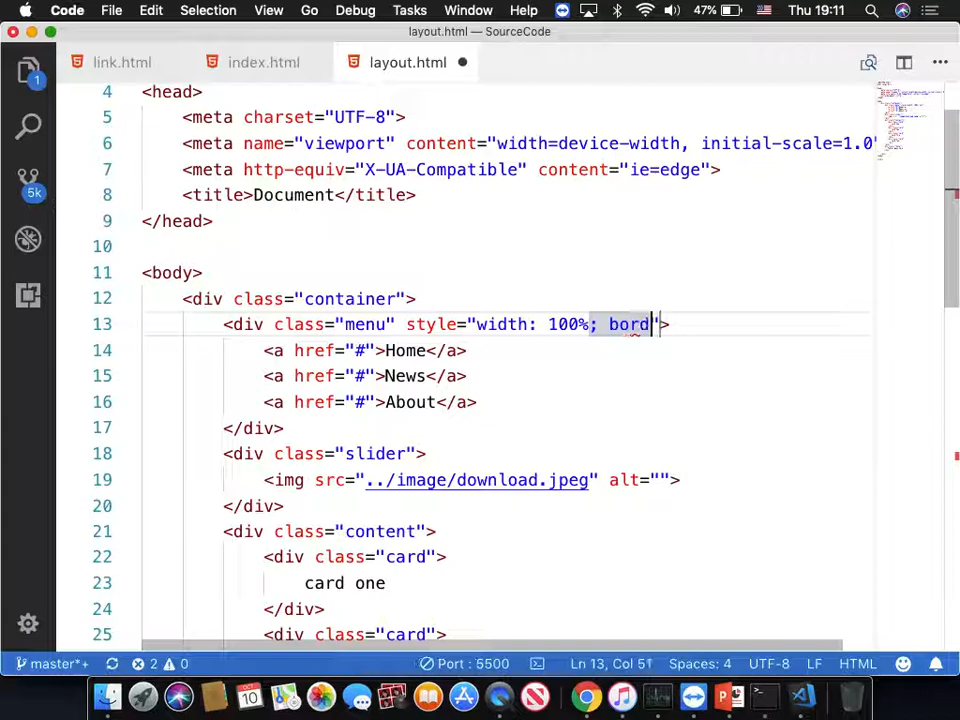 Code File Edit Selection View Go Debug Tasks Window Help 47% Thu 19:11
layout.html — SourceCode
link.html index.html layout.html
4 <head>
5 <meta charset="UTF-8">
6 <meta name="viewport" content="width=device-width, initial-scale=1.0"
7 <meta http-equiv="X-UA-Compatible" content="ie=edge">
8 <title>Document</title>
9 </head>
10
11 <body>
12 <div class="container">
13 <div class="menu" style="width: 100%; bord">
14 <a href="#">Home</a>
15 <a href="#">News</a>
16 <a href="#">About</a>
17 </div>
18 <div class="slider">
19 <img src="../image/download.jpeg" alt="">
20 </div>
21 <div class="content">
22 <div class="card">
23 card one
24 </div>
25 <div class="card">
1
5k
master*+ 2 0 Port : 5500 Ln 13, Col 51 Spaces: 4 UTF-8 LF HTML
OCT
10